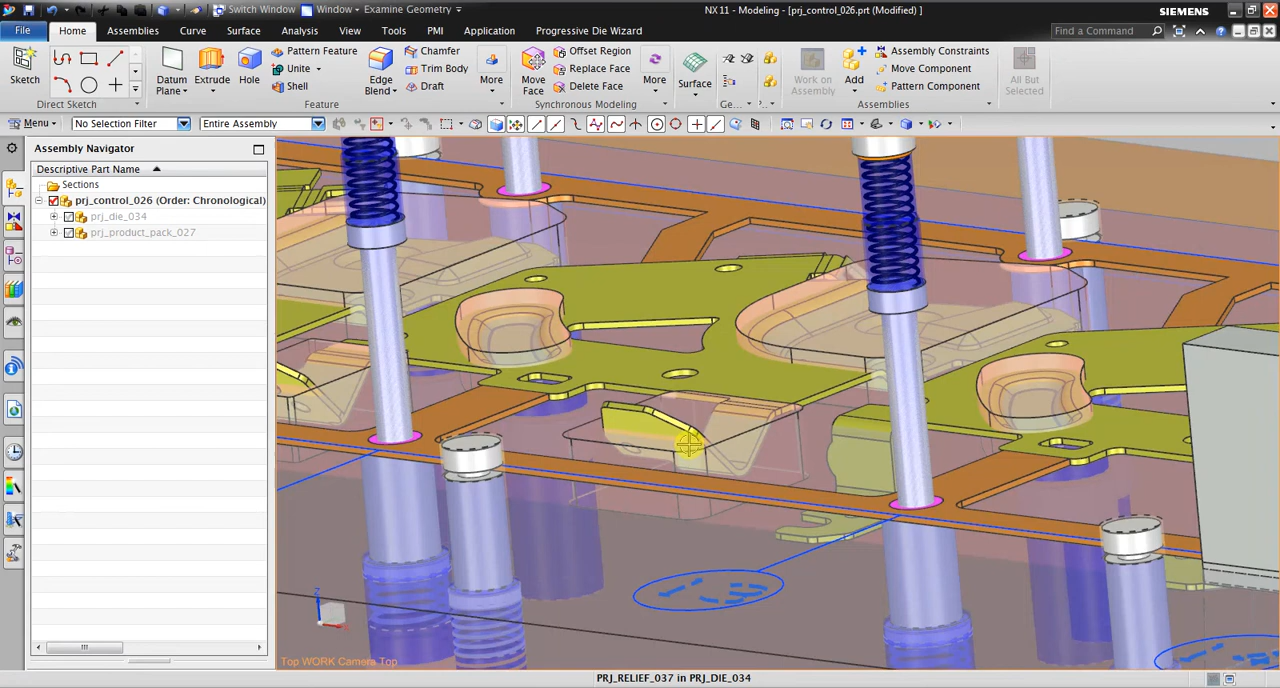 NX
Switch Window
Window
Examine Geometry
NX 11 - Modeling - [prj_control_026.prt (Modified) ]
SIEMENS
File
Home
Assemblies
Curve
Surface
Analysis
View
Tools
PMI
Application
Progressive Die Wizard
Find a Command
Sketch
Datum
Plane
Extrude
Hole
Pattern Feature
Unite
Shell
Edge
Blend
Chamfer
Trim Body
Draft
More
Move
Face
Offset Region
Replace Face
Delete Face
More
Surface
Work on
Assembly
Add
Assembly Constraints
Move Component
Pattern Component
All But
Selected
Direct Sketch
Feature
Synchronous Modeling
Ge...
Assemblies
Menu
No Selection Filter
Entire Assembly
Assembly Navigator
Descriptive Part Name
Sections
prj_control_026 (Order: Chronological)
prj_die_034
prj_product_pack_027
Z
Top WORK Camera Top
PRJ_RELIEF_037 in PRJ_DIE_034